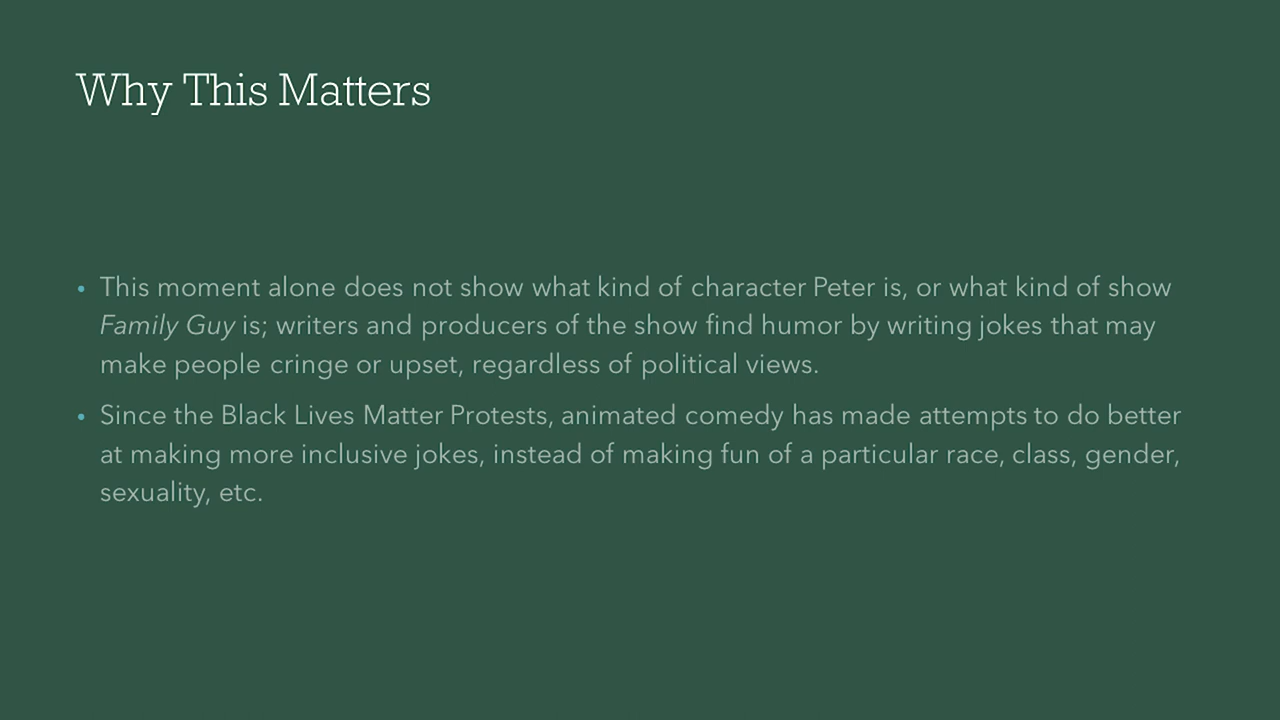 Why This Matters
• This moment alone does not show what kind of character Peter is, or what kind of show
Family Guy is; writers and producers of the show find humor by writing jokes that may
make people cringe or upset, regardless of political views.
• Since the Black Lives Matter Protests, animated comedy has made attempts to do better
at making more inclusive jokes, instead of making fun of a particular race, class, gender,
sexuality, etc.